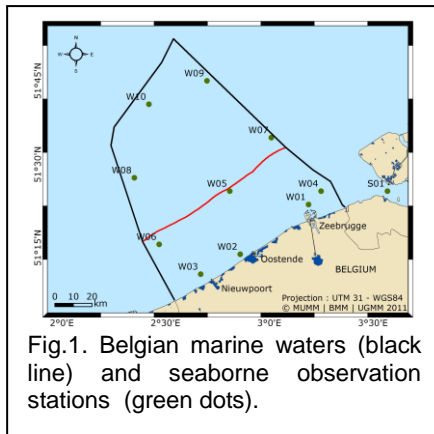 N
W E
S
51°45'N
51°30'N
51°15'N
W09
W10
W07
W08
W05
W04
S01
W01
Zeebrugge
W06
W02
Oostende
BELGIUM
W03
Nieuwpoort
0 10 20
km
Projection : UTM 31 - WGS84
© MUMM | BMM | UGMM 2011
2°0'E 2°30'E 3°0'E 3°30'E
Fig.1. Belgian marine waters (black
line) and seaborne observation
stations (green dots).